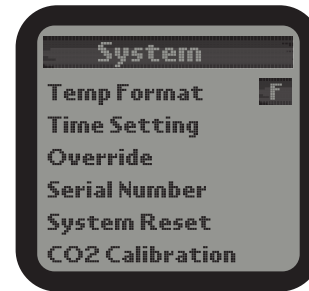 System
Temp Format F
Time Setting
Override
Serial Number
System Reset
CO2 Calibration